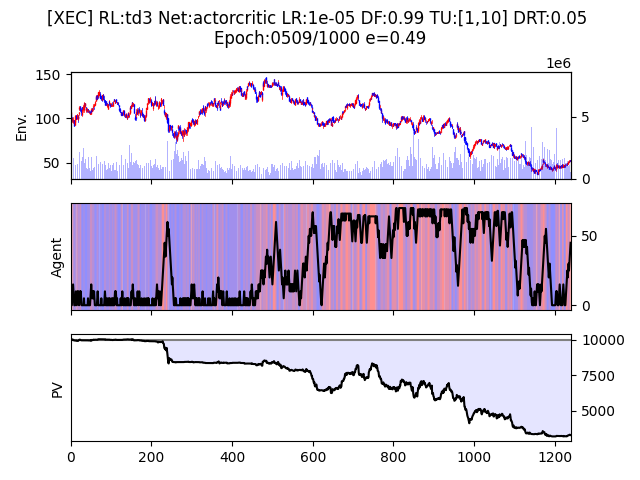 [XEC] RL:td3 Net:actorcritic LR:1e-05 DF:0.99 TU:[1,10] DRT:0.05
Epoch:0509/1000 e=0.49
1e6
150
100
50
Env.
5
0
Agent
50
0
PV
10000
7500
5000
0 200 400 600 800 1000 1200